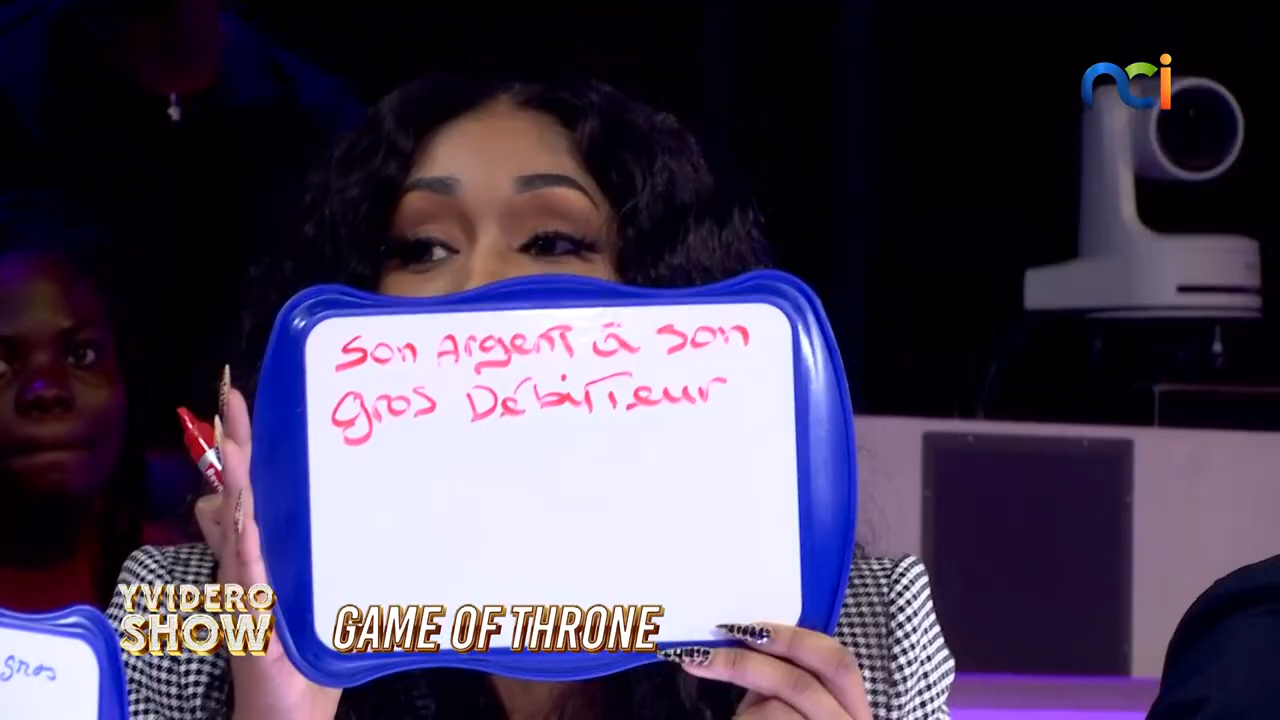 nci
Son Argent à son
gros Débiteur
YVIDERO
SHOW
GAME OF THRONE
gros